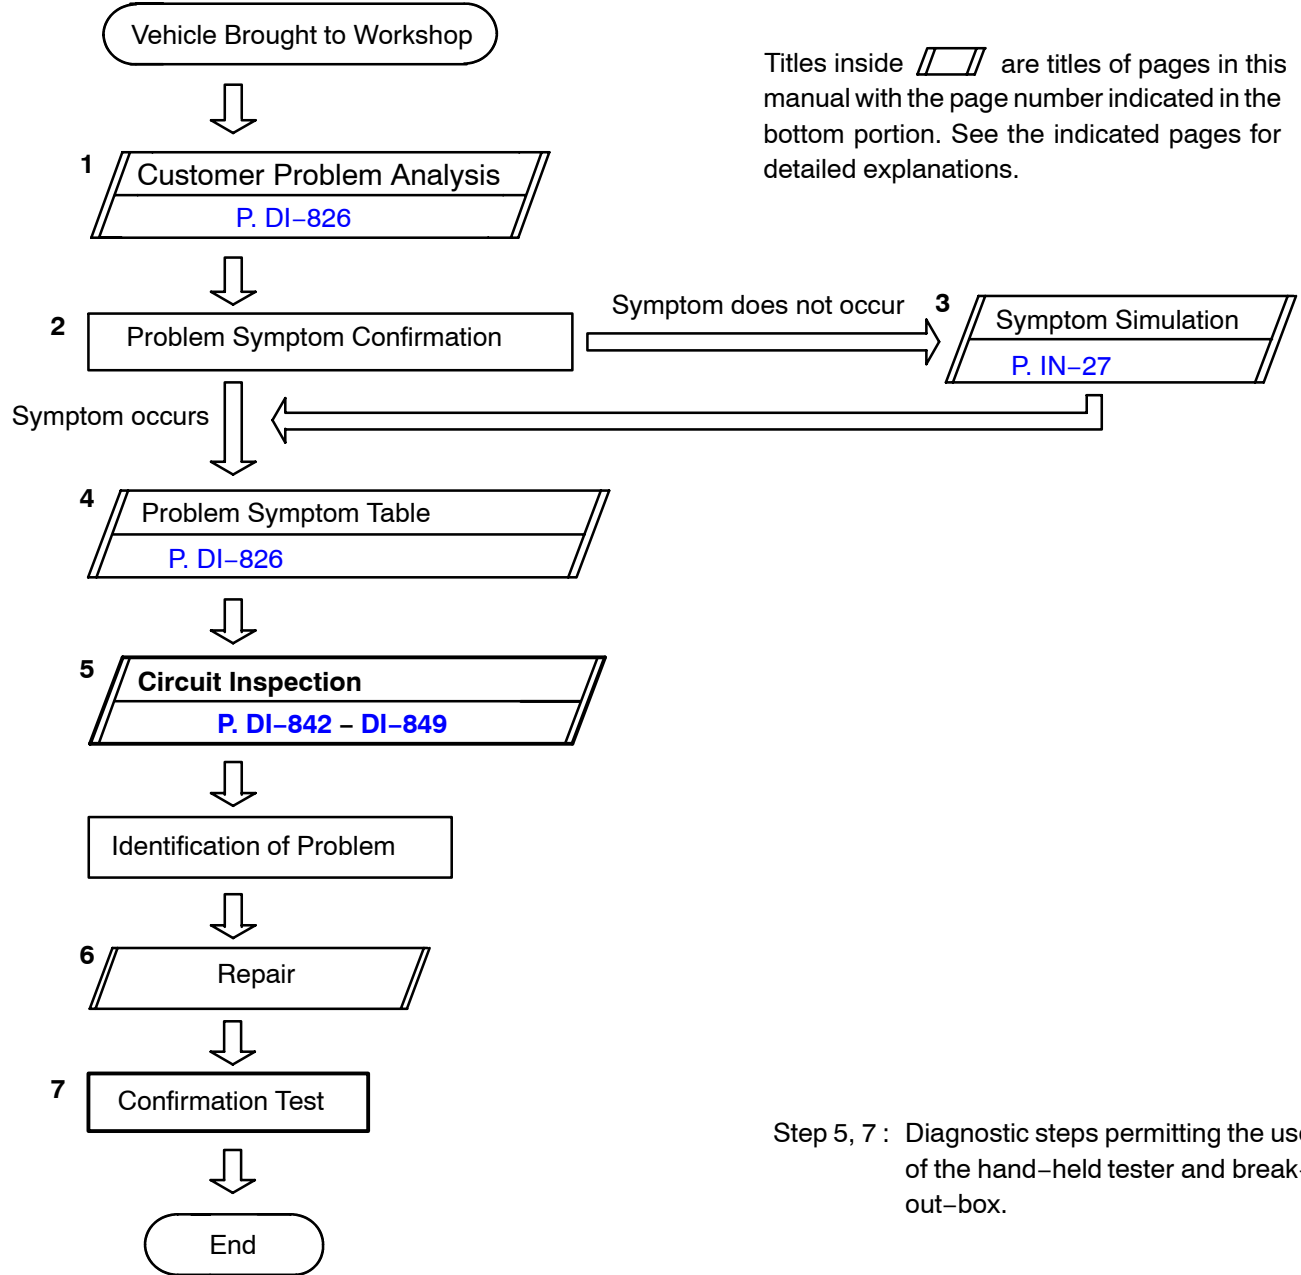 Vehicle Brought to Workshop
Titles inside are titles of pages in this
manual with the page number indicated in the
bottom portion. See the indicated pages for
detailed explanations.
1
Customer Problem Analysis
P. DI–826
2
Problem Symptom Confirmation
Symptom does not occur
3
Symptom Simulation
P. IN–27
Symptom occurs
4
Problem Symptom Table
P. DI–826
5
Circuit Inspection
P. DI–842 – DI–849
Identification of Problem
6
Repair
7
Confirmation Test
Step 5, 7 : Diagnostic steps permitting the use
of the hand–held tester and break–
out–box.
End